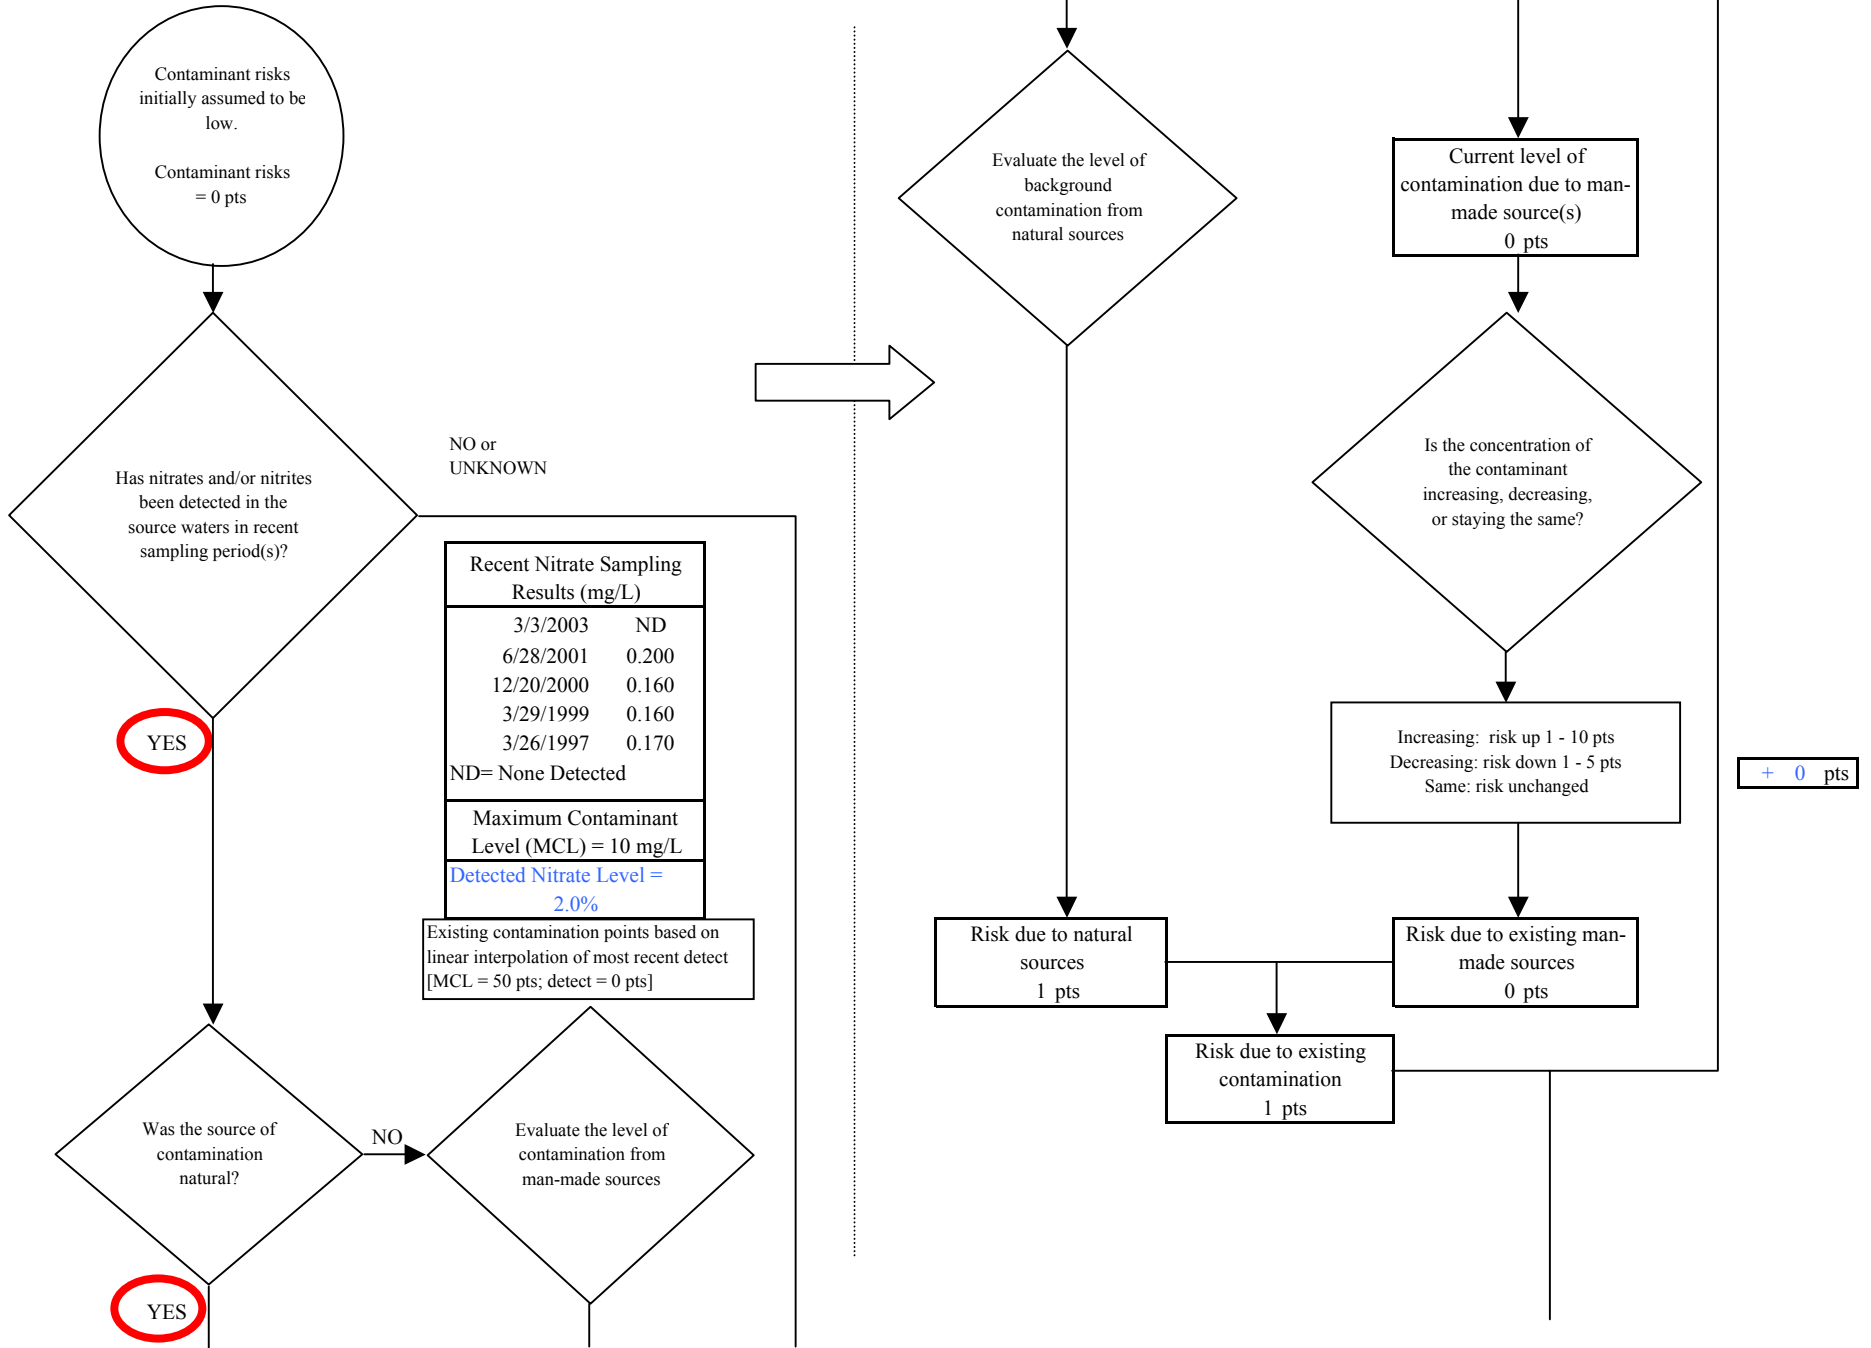 Contaminant risks
initially assumed to be
low.
Contaminant risks
= 0 pts
Has nitrates and/or nitrites
been detected in the
source waters in recent
sampling period(s)?
NO or
UNKNOWN
YES
Recent Nitrate Sampling
Results (mg/L)
3/3/2003 ND
6/28/2001 0.200
12/20/2000 0.160
3/29/1999 0.160
3/26/1997 0.170
ND= None Detected
Maximum Contaminant
Level (MCL) = 10 mg/L
Detected Nitrate Level =
2.0%
Existing contamination points based on
linear interpolation of most recent detect
[MCL = 50 pts; detect = 0 pts]
Was the source of
contamination
natural?
NO
Evaluate the level of
contamination from
man-made sources
YES
Evaluate the level of
background
contamination from
natural sources
Current level of
contamination due to man-
made source(s)
0 pts
Is the concentration of
the contaminant
increasing, decreasing,
or staying the same?
Increasing: risk up 1 - 10 pts
Decreasing: risk down 1 - 5 pts
Same: risk unchanged
+ 0 pts
Risk due to natural
sources
1 pts
Risk due to existing man-
made sources
0 pts
Risk due to existing
contamination
1 pts